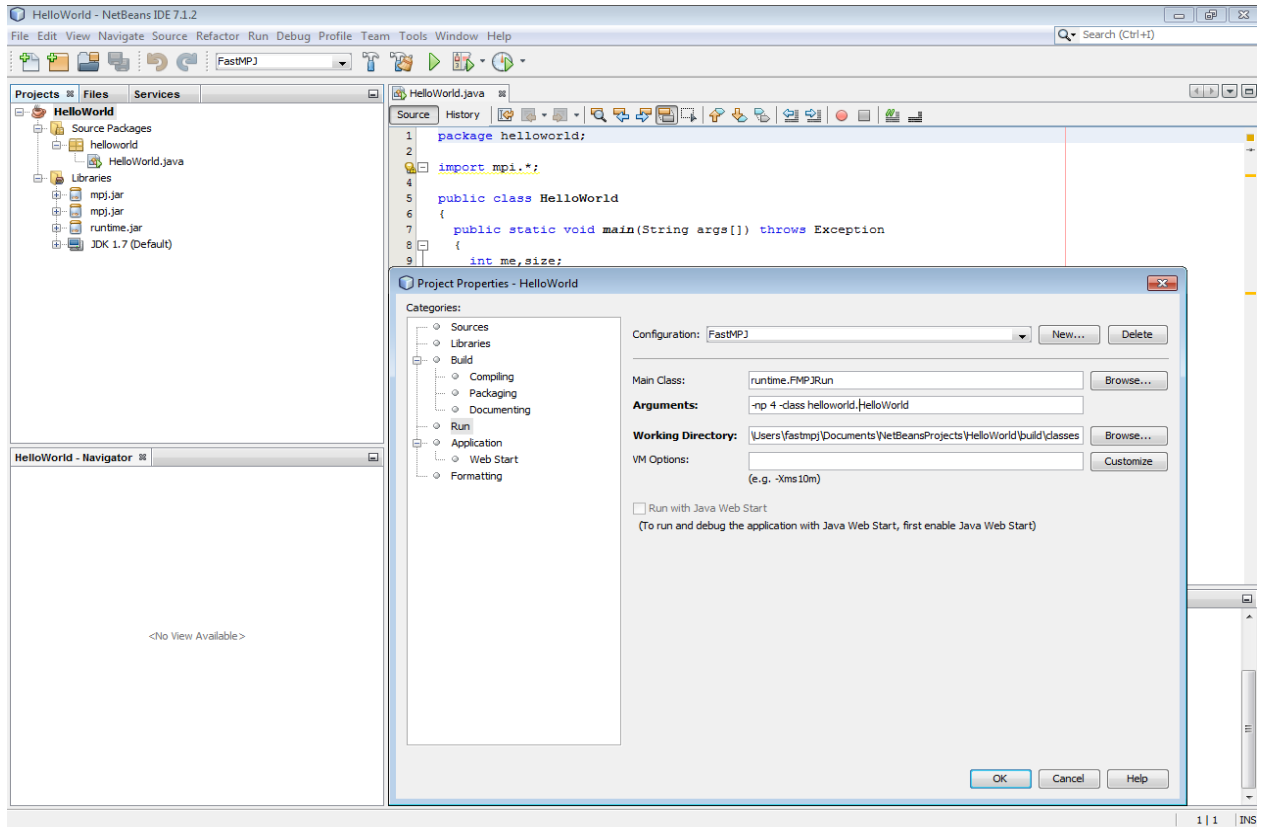 HelloWorld - NetBeans IDE 7.1.2
File Edit View Navigate Source Refactor Run Debug Profile Team Tools Window Help
Search (Ctrl+I)
FastMPJ
Projects Files Services
HelloWorld
Source Packages
helloworld
HelloWorld.java
Libraries
mpj.jar
mpj.jar
runtime.jar
JDK 1.7 (Default)
HelloWorld - Navigator
<No View Available>
HelloWorld.java
Source History
1 package helloworld;
2
import mpi.*;
4
5 public class HelloWorld
6 {
7 public static void main(String args[]) throws Exception
8 {
9 int me,size;
Project Properties - HelloWorld
Categories:
Sources
Libraries
Build
Compiling
Packaging
Documenting
Run
Application
Web Start
Formatting
Configuration: FastMPJ New... Delete
Main Class: runtime.FMPJRun Browse...
Arguments: -np 4 -class helloworld.HelloWorld
Working Directory: \Users\fastmpj\Documents\NetBeansProjects\HelloWorld\build\classes Browse...
VM Options: Customize
(e.g. -Xms10m)
Run with Java Web Start
(To run and debug the application with Java Web Start, first enable Java Web Start)
OK Cancel Help
1 | 1 INS